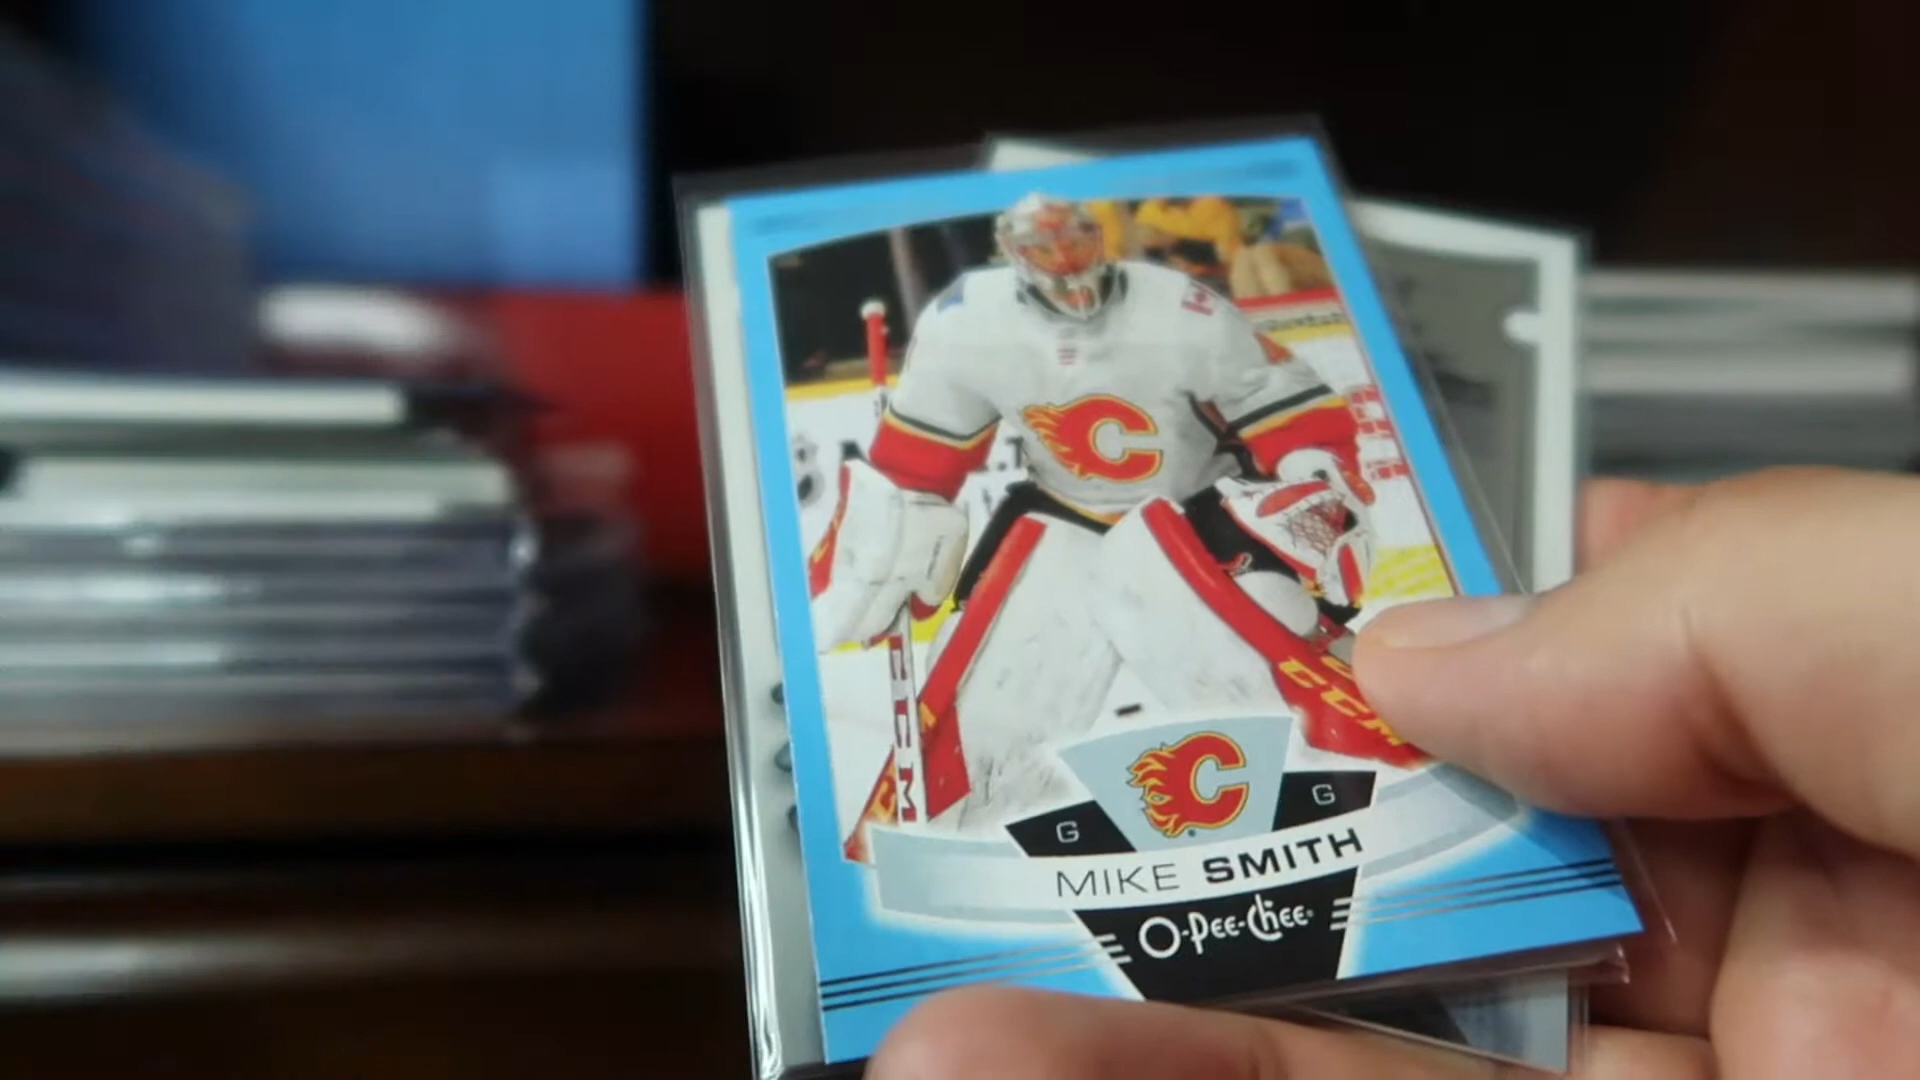 CCM
CCM
G
G
MIKE SMITH
O-Pee-Chee